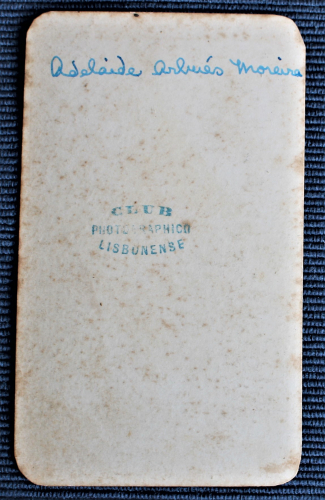 Adelaide Arbués Moreira
CLUB
PHOTOGRAPHICO
LISBONENSE